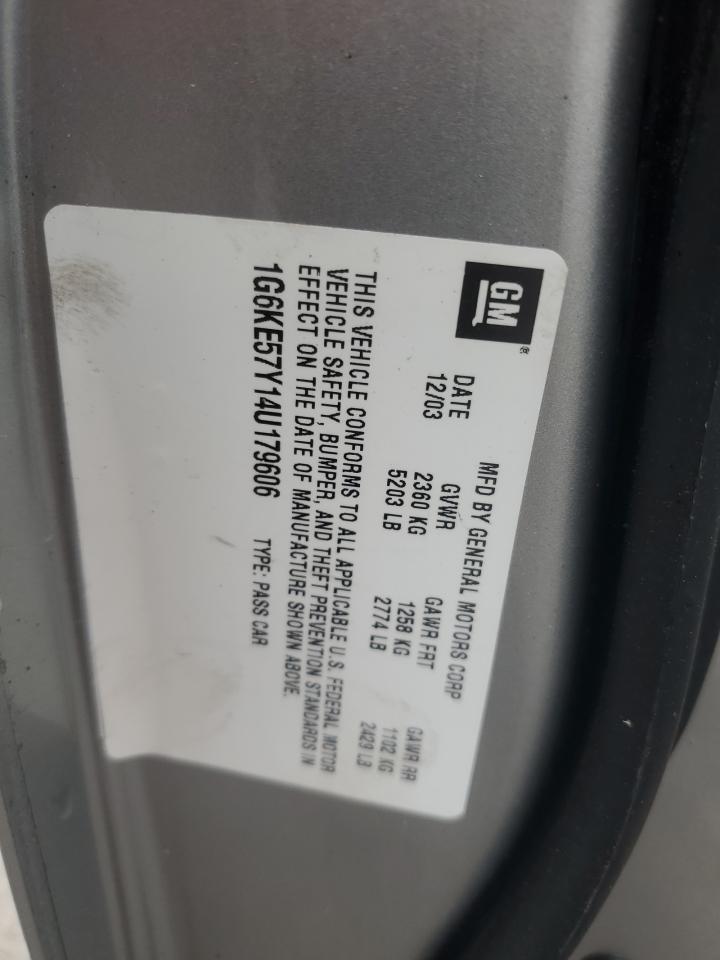 GM®
MFD BY GENERAL MOTORS CORP
DATE GVWR GAWR FRT GAWR RR
12/03 2360 KG 1258 KG 1102 KG
5203 LB 2774 LB 2429 LB
THIS VEHICLE CONFORMS TO ALL APPLICABLE U.S. FEDERAL MOTOR
VEHICLE SAFETY, BUMPER, AND THEFT PREVENTION STANDARDS IN
EFFECT ON THE DATE OF MANUFACTURE SHOWN ABOVE.
1G6KE57Y14U179606 TYPE: PASS CAR